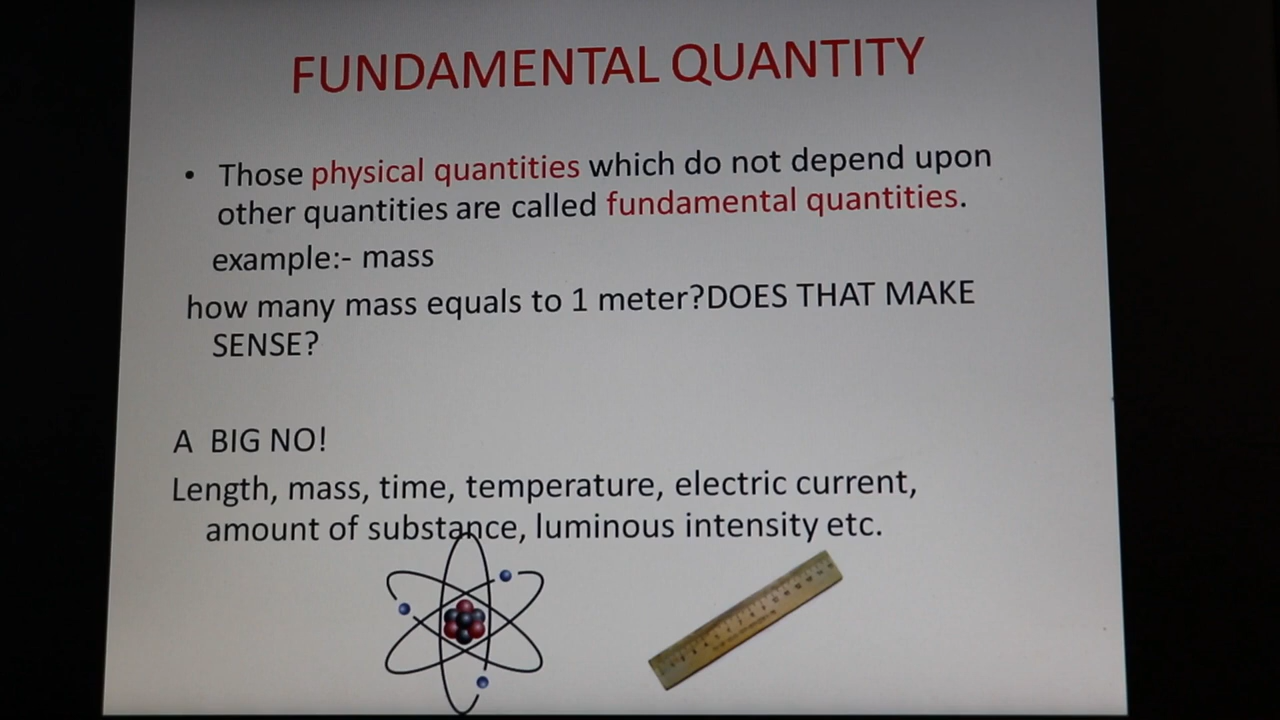 FUNDAMENTAL QUANTITY
• Those physical quantities which do not depend upon
other quantities are called fundamental quantities.
example:- mass
how many mass equals to 1 meter?DOES THAT MAKE
SENSE?
A BIG NO!
Length, mass, time, temperature, electric current,
amount of substance, luminous intensity etc.